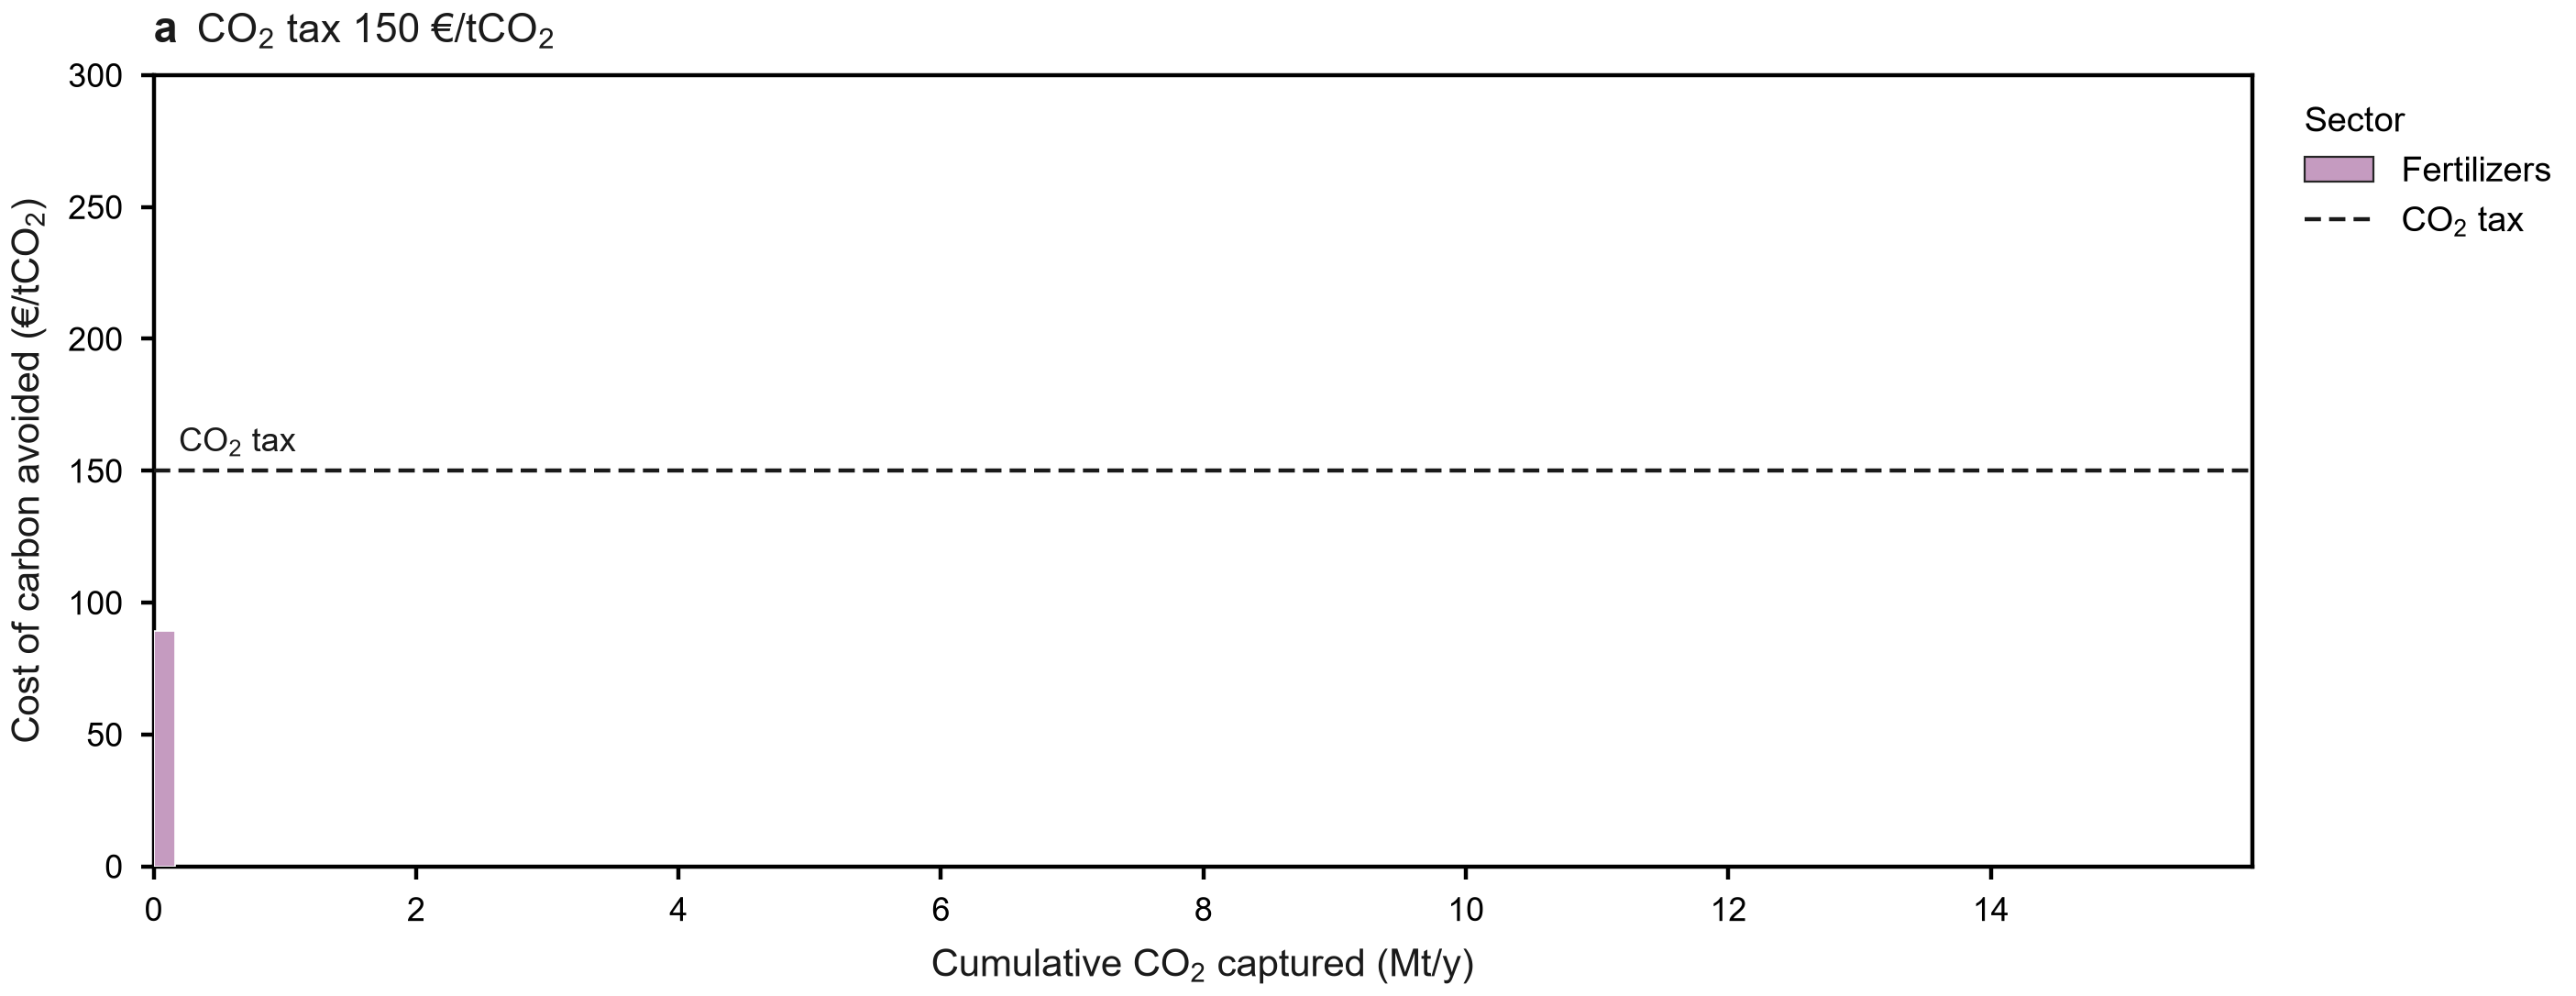 a CO₂ tax 150 €/tCO₂
300
250
200
150
100
50
0
Cost of carbon avoided (€/tCO₂)
CO₂ tax
0 2 4 6 8 10 12 14
Cumulative CO₂ captured (Mt/y)
Sector
Fertilizers
CO₂ tax